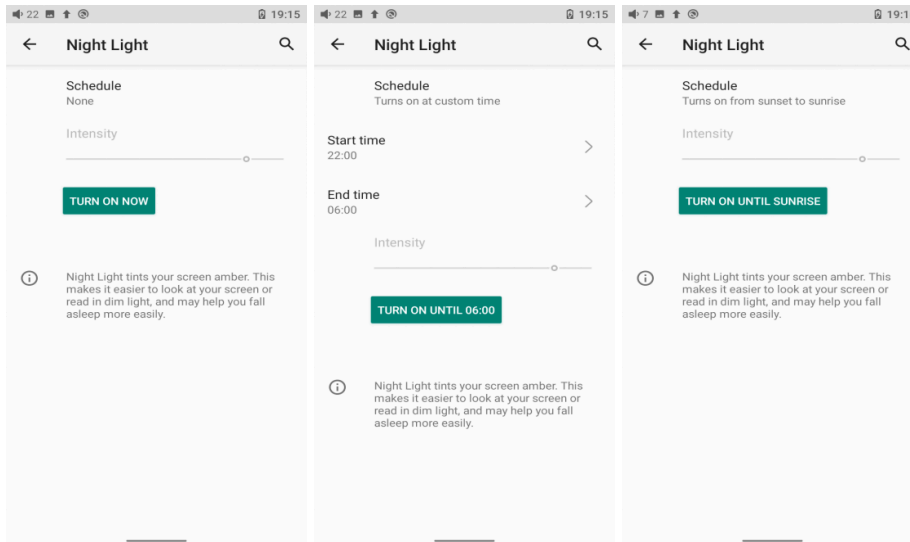 22
19:15
Night Light
Schedule
None
Intensity
TURN ON NOW
Night Light tints your screen amber. This
makes it easier to look at your screen or
read in dim light, and may help you fall
asleep more easily.
22
19:15
Night Light
Schedule
Turns on at custom time
Start time
22:00
End time
06:00
Intensity
TURN ON UNTIL 06:00
Night Light tints your screen amber. This
makes it easier to look at your screen or
read in dim light, and may help you fall
asleep more easily.
7
19:1
Night Light
Schedule
Turns on from sunset to sunrise
Intensity
TURN ON UNTIL SUNRISE
Night Light tints your screen amber. This
makes it easier to look at your screen or
read in dim light, and may help you fall
asleep more easily.